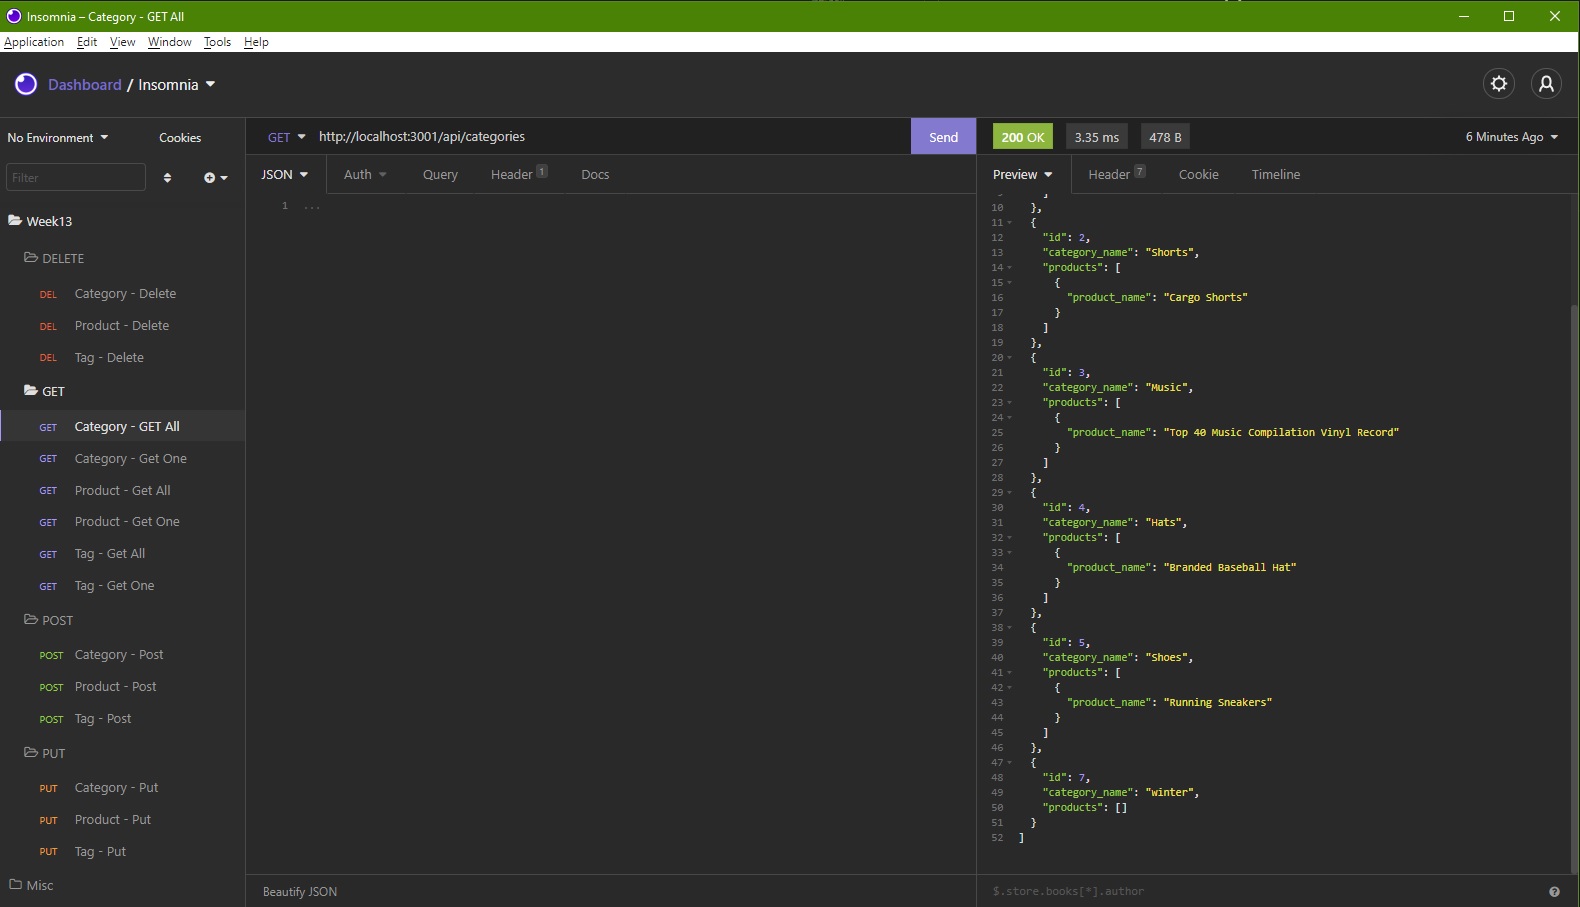 Insomnia – Category - GET All
Application Edit View Window Tools Help
Dashboard / Insomnia
No Environment Cookies
Filter
Week13
DELETE
DEL Category - Delete
DEL Product - Delete
DEL Tag - Delete
GET
GET Category - GET All
GET Category - Get One
GET Product - Get All
GET Product - Get One
GET Tag - Get All
GET Tag - Get One
POST
POST Category - Post
POST Product - Post
POST Tag - Post
PUT
PUT Category - Put
PUT Product - Put
PUT Tag - Put
Misc
GET http://localhost:3001/api/categories Send
JSON Auth Query Header 1 Docs
1 ...
Beautify JSON
200 OK 3.35 ms 478 B 6 Minutes Ago
Preview Header 7 Cookie Timeline
9 ]
10 },
11 {
12 "id": 2,
13 "category_name": "Shorts",
14 "products": [
15 {
16 "product_name": "Cargo Shorts"
17 }
18 ]
19 },
20 {
21 "id": 3,
22 "category_name": "Music",
23 "products": [
24 {
25 "product_name": "Top 40 Music Compilation Vinyl Record"
26 }
27 ]
28 },
29 {
30 "id": 4,
31 "category_name": "Hats",
32 "products": [
33 {
34 "product_name": "Branded Baseball Hat"
35 }
36 ]
37 },
38 {
39 "id": 5,
40 "category_name": "Shoes",
41 "products": [
42 {
43 "product_name": "Running Sneakers"
44 }
45 ]
46 },
47 {
48 "id": 7,
49 "category_name": "winter",
50 "products": []
51 }
52 ]
$.store.books[*].author